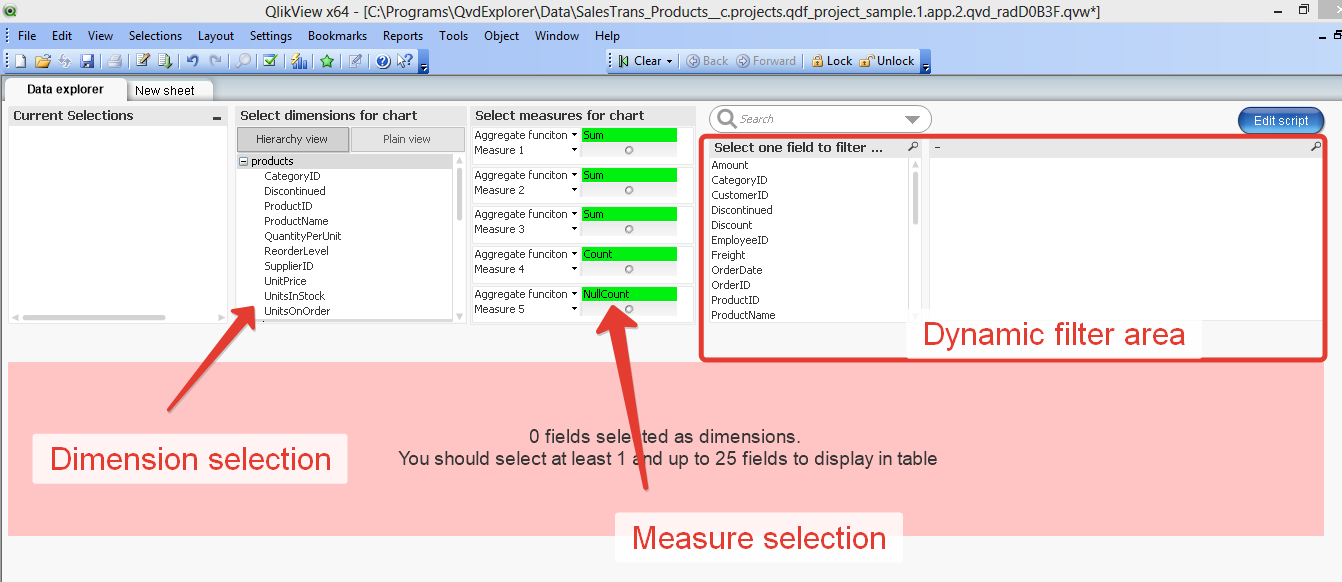 QlikView x64 - [C:\Programs\QvdExplorer\Data\SalesTrans_Products__c.projects.qdf_project_sample.1.app.2.qvd_radD0B3F.qvw*]
File Edit View Selections Layout Settings Bookmarks Reports Tools Object Window Help
Clear Back Forward Lock Unlock
Data explorer New sheet
Current Selections
Select dimensions for chart
Hierarchy view Plain view
products
CategoryID
Discontinued
ProductID
ProductName
QuantityPerUnit
ReorderLevel
SupplierID
UnitPrice
UnitsInStock
UnitsOnOrder
Select measures for chart
Aggregate funciton Sum
Measure 1
Aggregate funciton Sum
Measure 2
Aggregate funciton Sum
Measure 3
Aggregate funciton Count
Measure 4
Aggregate funciton NullCount
Measure 5
Search
Edit script
Select one field to filter ... -
Amount
CategoryID
CustomerID
Discontinued
Discount
EmployeeID
Freight
OrderDate
OrderID
ProductID
ProductName
Dynamic filter area
0 fields selected as dimensions.
You should select at least 1 and up to 25 fields to display in table
Dimension selection
Measure selection